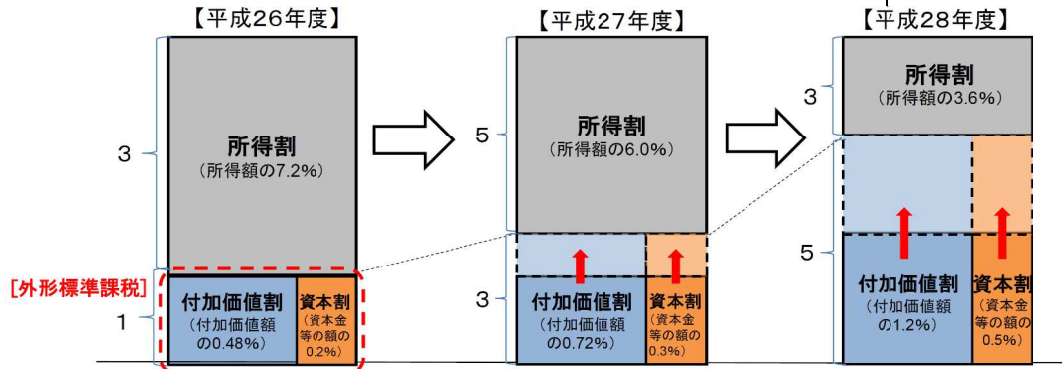 【平成26年度】
3
所得割
（所得額の7.2%）
[外形標準課税]
1
付加価値割
（付加価値額
の0.48%）
資本割
（資本金
等の額の
0.2%）
【平成27年度】
5
所得割
（所得額の6.0%）
3
付加価値割
（付加価値額
の0.72%）
資本割
（資本金
等の額の
0.3%）
【平成28年度】
3
所得割
（所得額の3.6%）
5
付加価値割
（付加価値額
の1.2%）
資本割
（資本金
等の額の
0.5%）